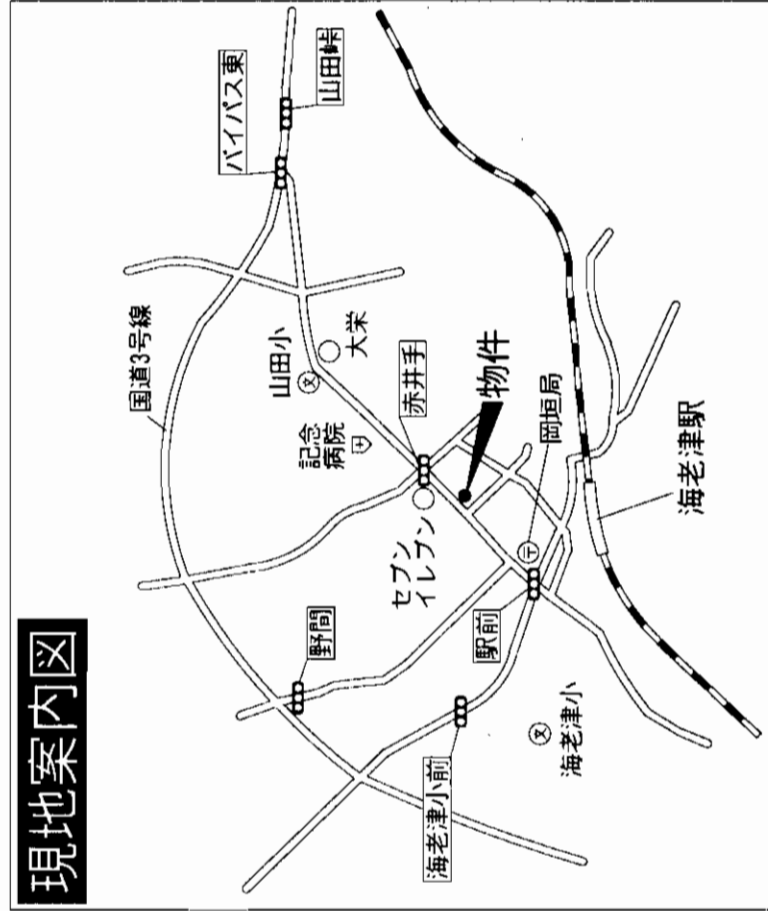 現地案内図
国道3号線
バイパス東
山田峠
山田小
文
大栄
記念
病院
赤井手
物件
セブン
イレブン
岡垣局
〒
野間
駅前
海老津小前
文
海老津小
海老津駅